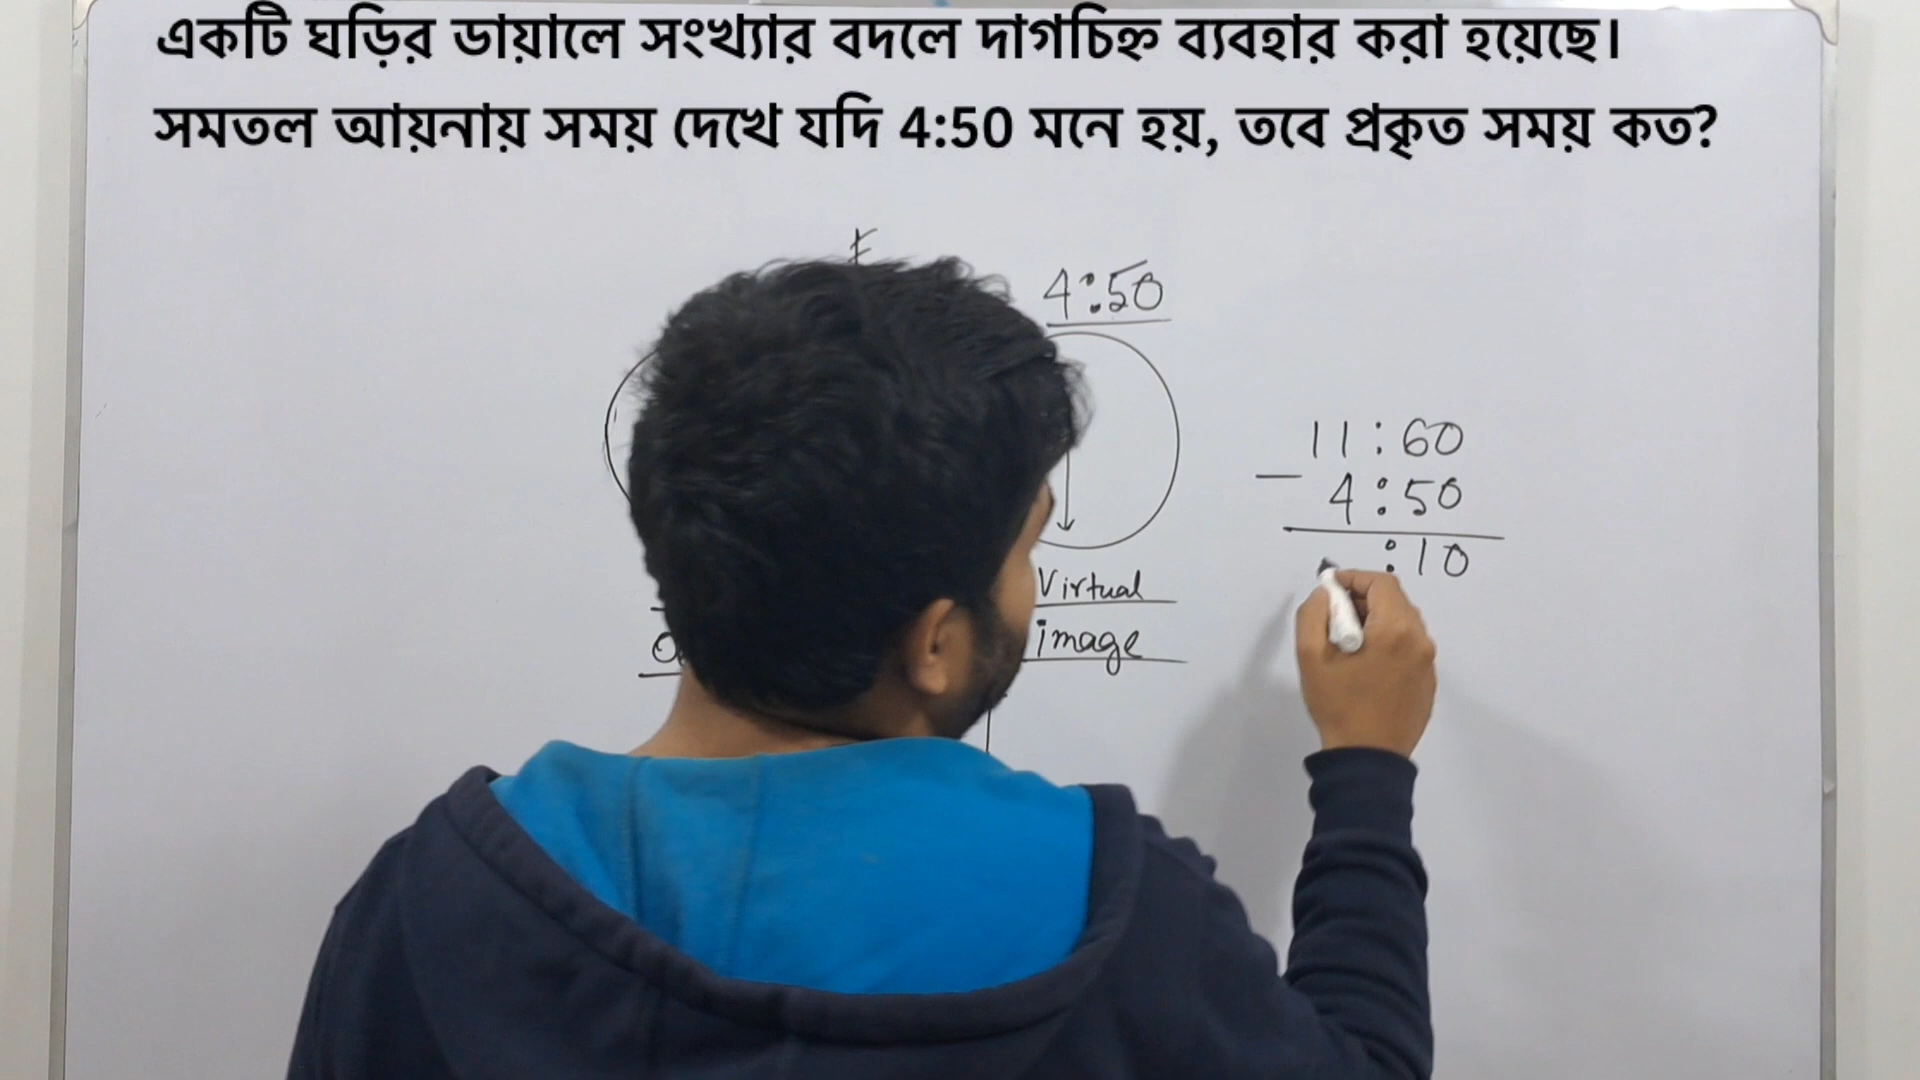 একটি ঘড়ির ডায়ালে সংখ্যার বদলে দাগচিহ্ন ব্যবহার করা হয়েছে।
সমতল আয়নায় সময় দেখে যদি 4:50 মনে হয়, তবে প্রকৃত সময় কত?
4:50
11:60
− 4:50
:10
Virtual
image